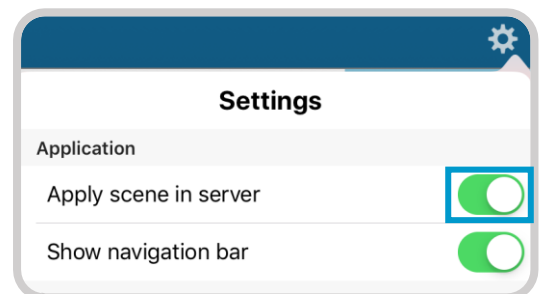 Settings
Application
Apply scene in server
Show navigation bar